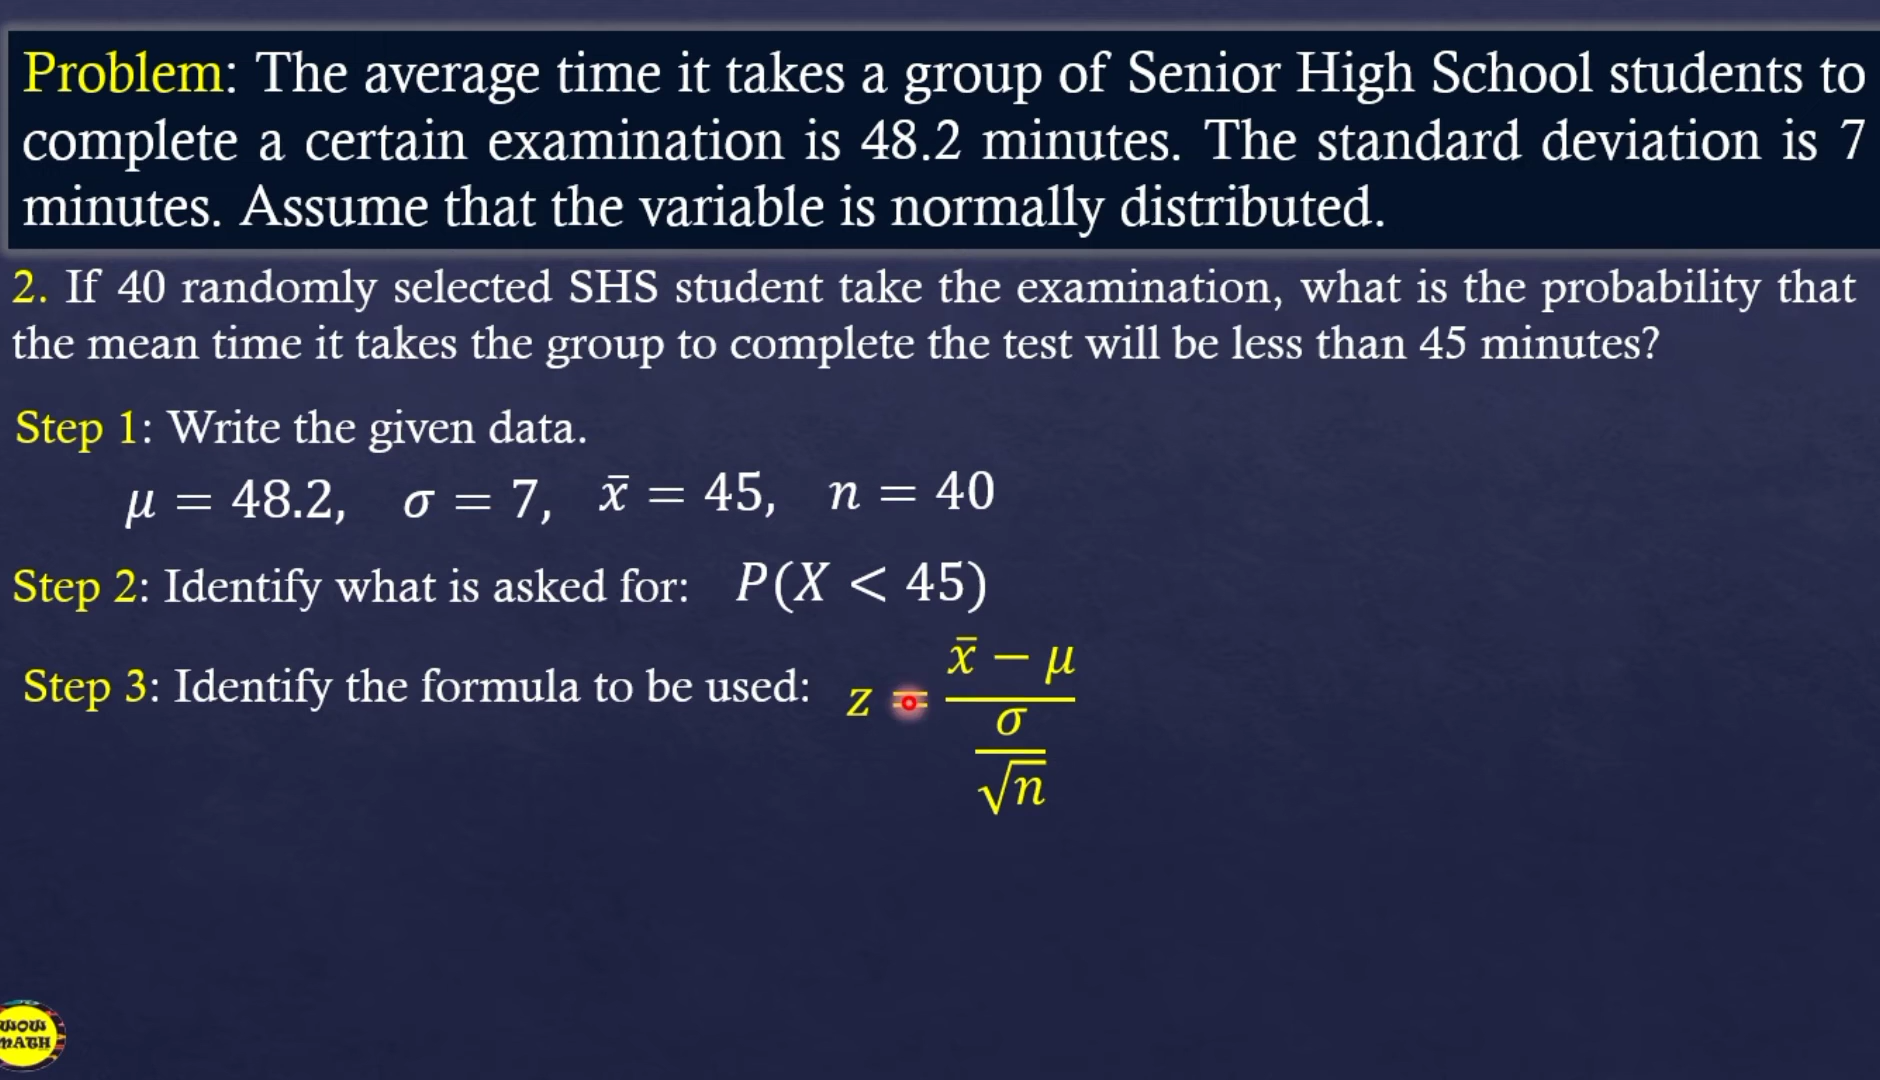 Problem: The average time it takes a group of Senior High School students to
complete a certain examination is 48.2 minutes. The standard deviation is 7
minutes. Assume that the variable is normally distributed.
2. If 40 randomly selected SHS student take the examination, what is the probability that
the mean time it takes the group to complete the test will be less than 45 minutes?
Step 1: Write the given data.
μ = 48.2, σ = 7, x̄ = 45, n = 40
Step 2: Identify what is asked for: P(X < 45)
Step 3: Identify the formula to be used: z = (x̄ − μ) / (σ / √n)
WOW
MATH